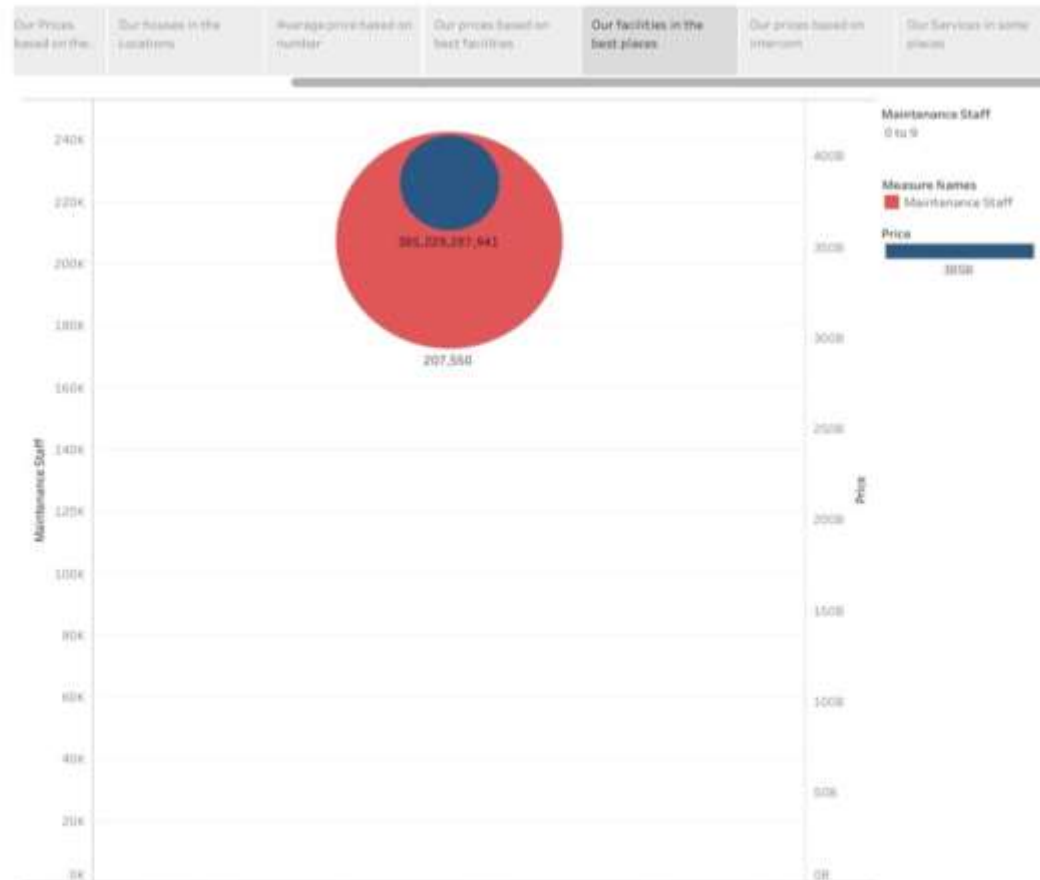 Our Prices
based on the
Our houses in the
Locations
Average price based on
number
Our prices based on
best facilities
Our facilities in the
best places
Our prices based on
intercom
Our Services in some
places
Maintenance Staff
0 to 9
Measure Names
Maintenance Staff
Price
385B
240K
220K
200K
180K
160K
140K
120K
100K
80K
60K
40K
20K
0K
Maintenance Staff
207,550
400B
350B
300B
250B
200B
150B
100B
50B
0B
Price